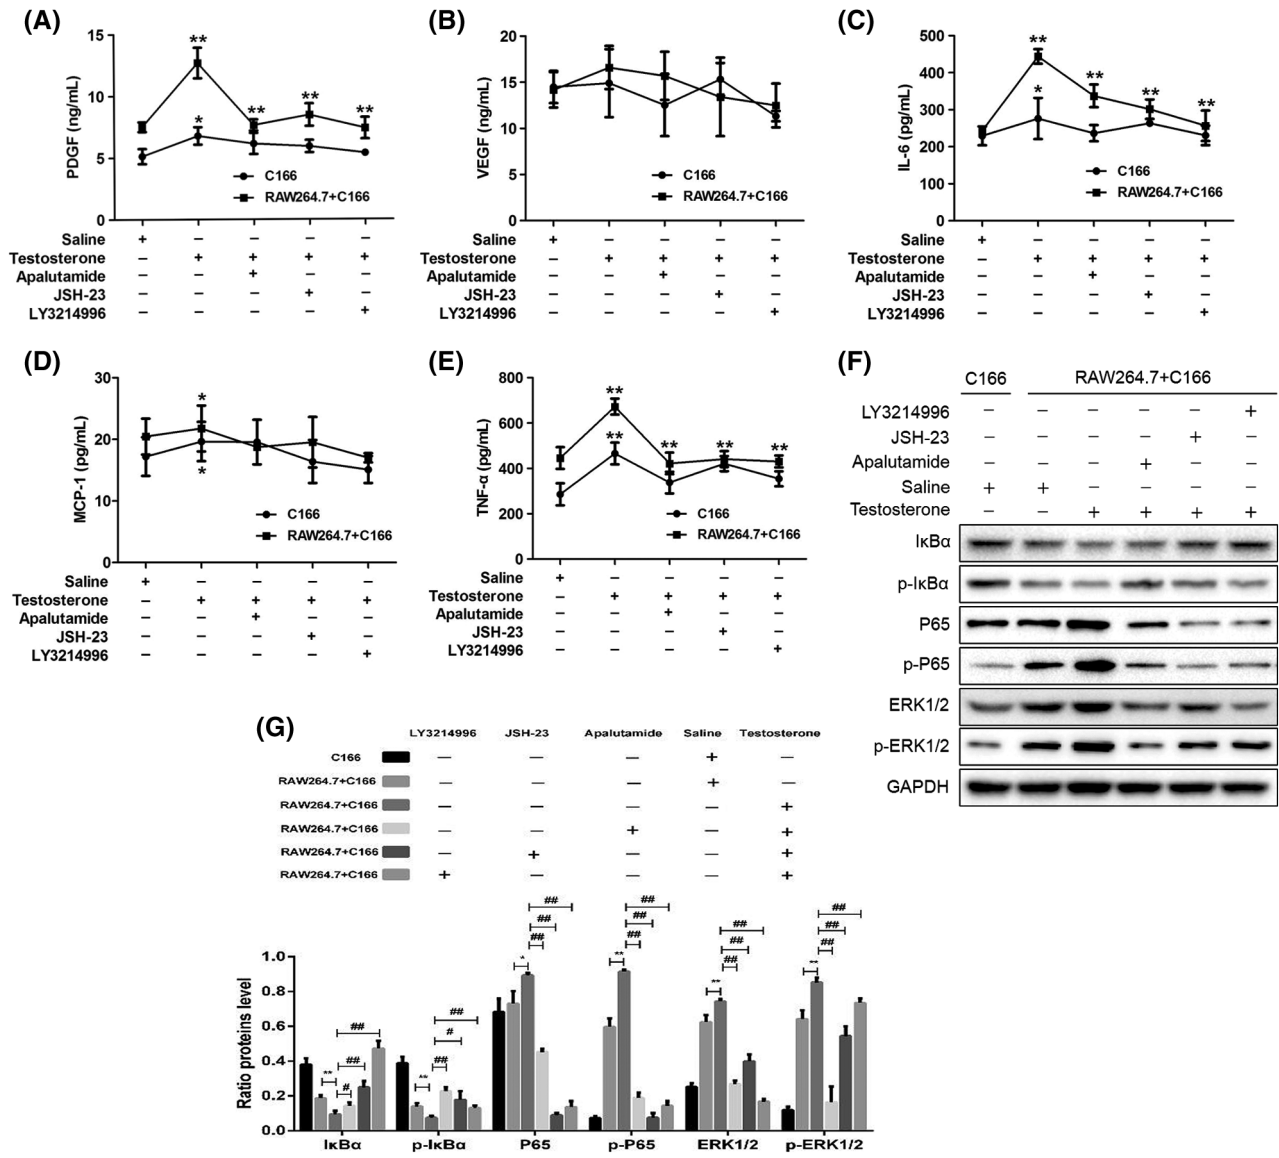 (A)
PDGF (ng/mL)
15
**
10
** ** **
*
5
C166
RAW264.7+C166
0
Saline + – – – –
Testosterone – + + + +
Apalutamide – – + – –
JSH-23 – – – + –
LY3214996 – – – – +
(B)
VEGF (ng/mL)
20
15
10
5
C166
RAW264.7+C166
0
Saline + – – – –
Testosterone – + + + +
Apalutamide – – + – –
JSH-23 – – – + –
LY3214996 – – – – +
(C)
IL-6 (pg/mL)
500
**
400
** ** **
*
300
200
C166
RAW264.7+C166
100
0
Saline + – – – –
Testosterone – + + + +
Apalutamide – – + – –
JSH-23 – – – + –
LY3214996 – – – – +
(D)
MCP-1 (pg/mL)
30
*
20
*
10
C166
RAW264.7+C166
0
Saline + – – – –
Testosterone – + + + +
Apalutamide – – + – –
JSH-23 – – – + –
LY3214996 – – – – +
(E)
TNF-α (pg/mL)
800
**
600
** ** ** **
400
200
C166
RAW264.7+C166
0
Saline + – – – –
Testosterone – + + + +
Apalutamide – – + – –
JSH-23 – – – + –
LY3214996 – – – – +
(F)
C166 RAW264.7+C166
LY3214996 – – – – – +
JSH-23 – – – – + –
Apalutamide – – – + – –
Saline + + – – – –
Testosterone – – + + + +
IκBα
p-IκBα
P65
p-P65
ERK1/2
p-ERK1/2
GAPDH
(G)
LY3214996 JSH-23 Apalutamide Saline Testosterone
C166 — — — + —
RAW264.7+C166 — — — + —
RAW264.7+C166 — — — — +
RAW264.7+C166 — — + — +
RAW264.7+C166 — + — — +
RAW264.7+C166 + — — — +
Ratio proteins level
1.0
0.8
0.6
0.4
0.2
0.0
** # ## ##
** ## # ##
* ## ## ##
** ## ## ##
** ## ## ##
** ## ## ##
IκBα p-IκBα P65 p-P65 ERK1/2 p-ERK1/2